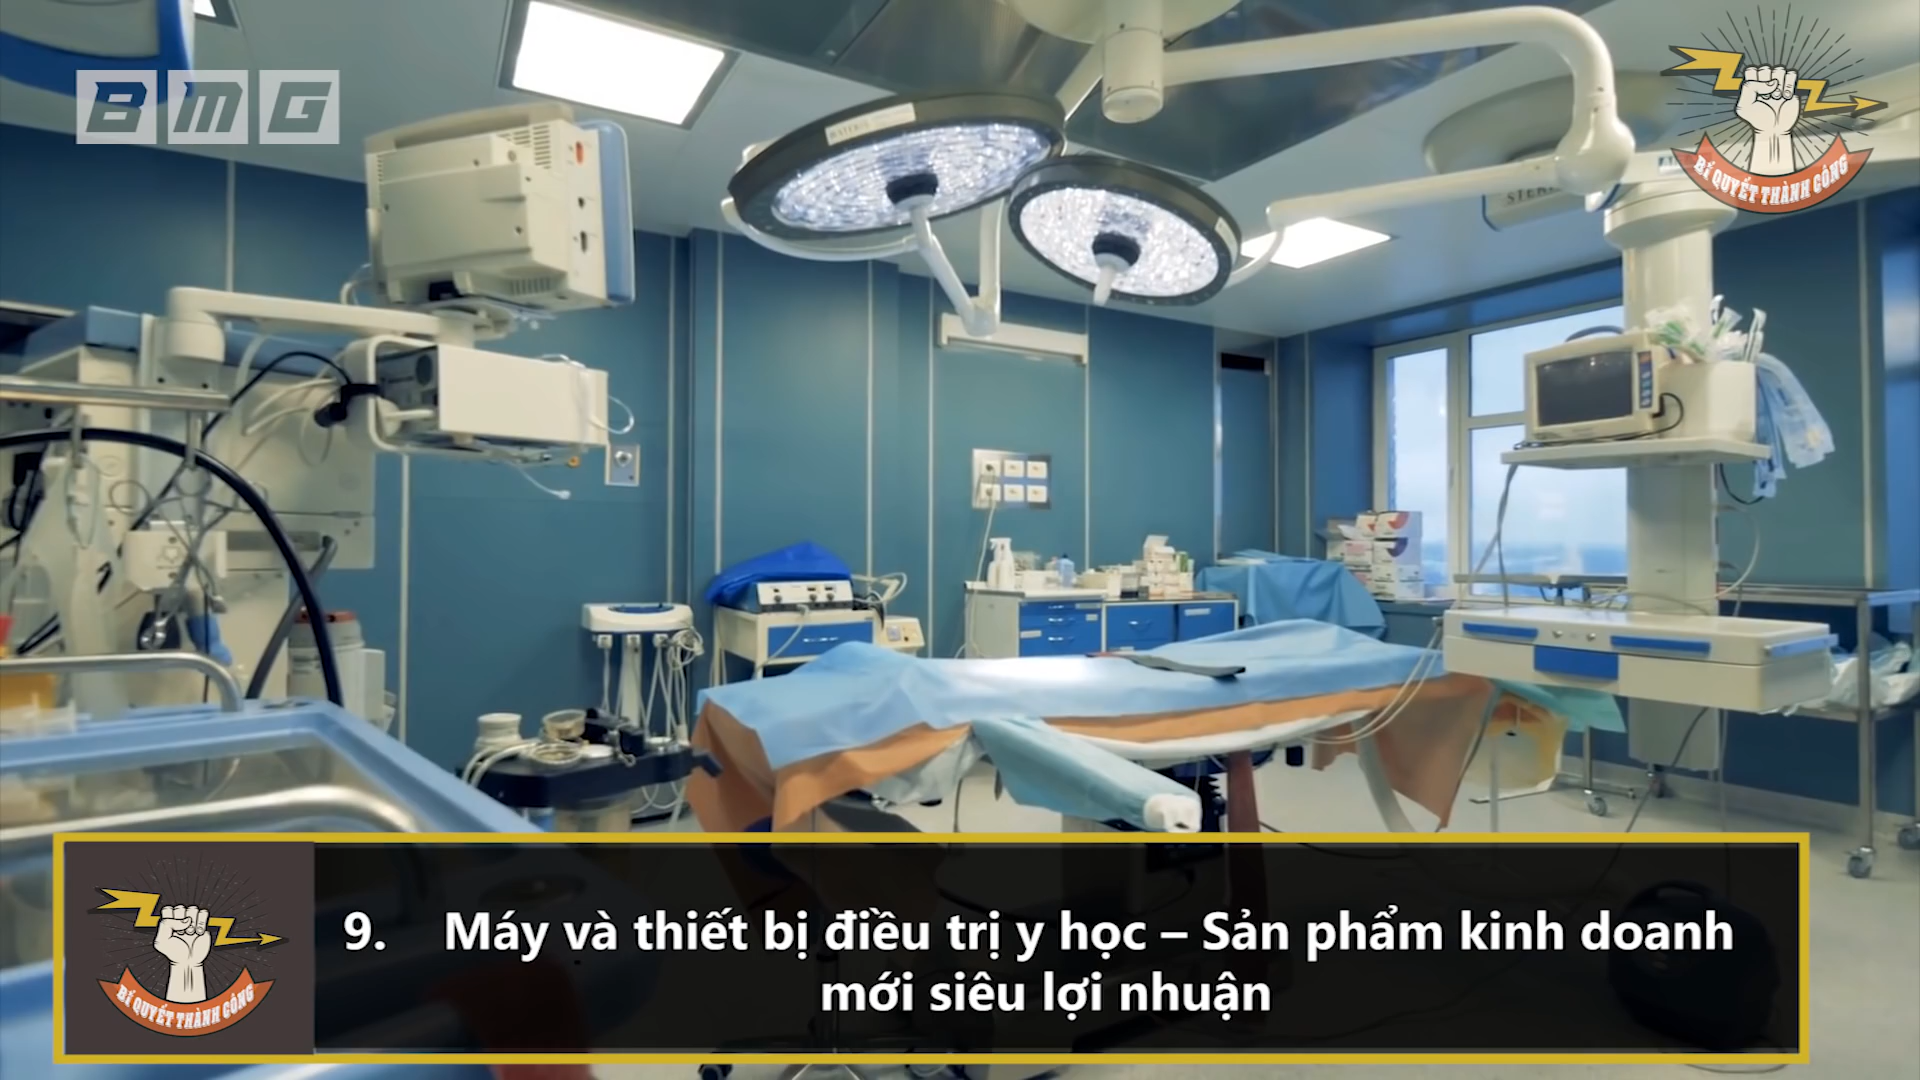 BMG
BÍ QUYẾT THÀNH CÔNG
9. Máy và thiết bị điều trị y học – Sản phẩm kinh doanh
mới siêu lợi nhuận
BÍ QUYẾT THÀNH CÔNG